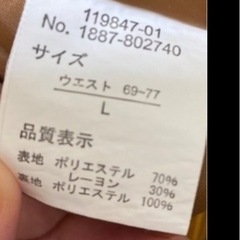 119847-01
No. 1887-802740
サイズ
ウエスト 69-77
L
品質表示
表地 ポリエステル 70%
レーヨン 30%
裏地 ポリエステル 100%